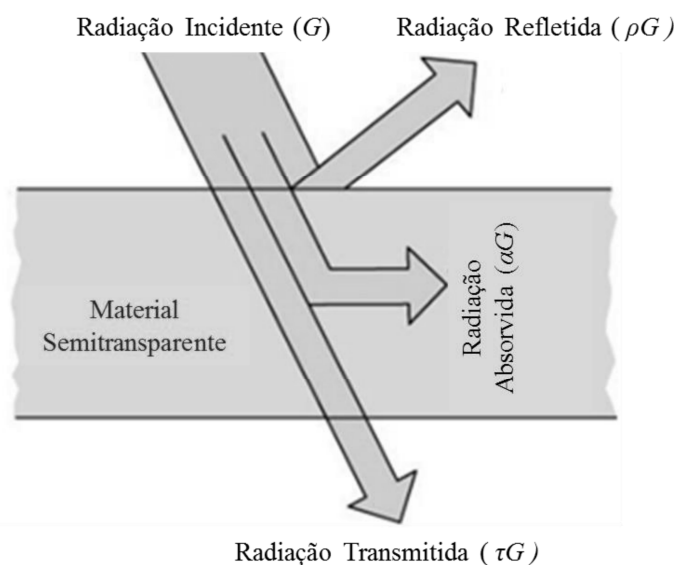 Radiação Incidente (G)
Radiação Refletida (ρG)
Material
Semitransparente
Radiação
Absorvida (αG)
Radiação Transmitida (τG)